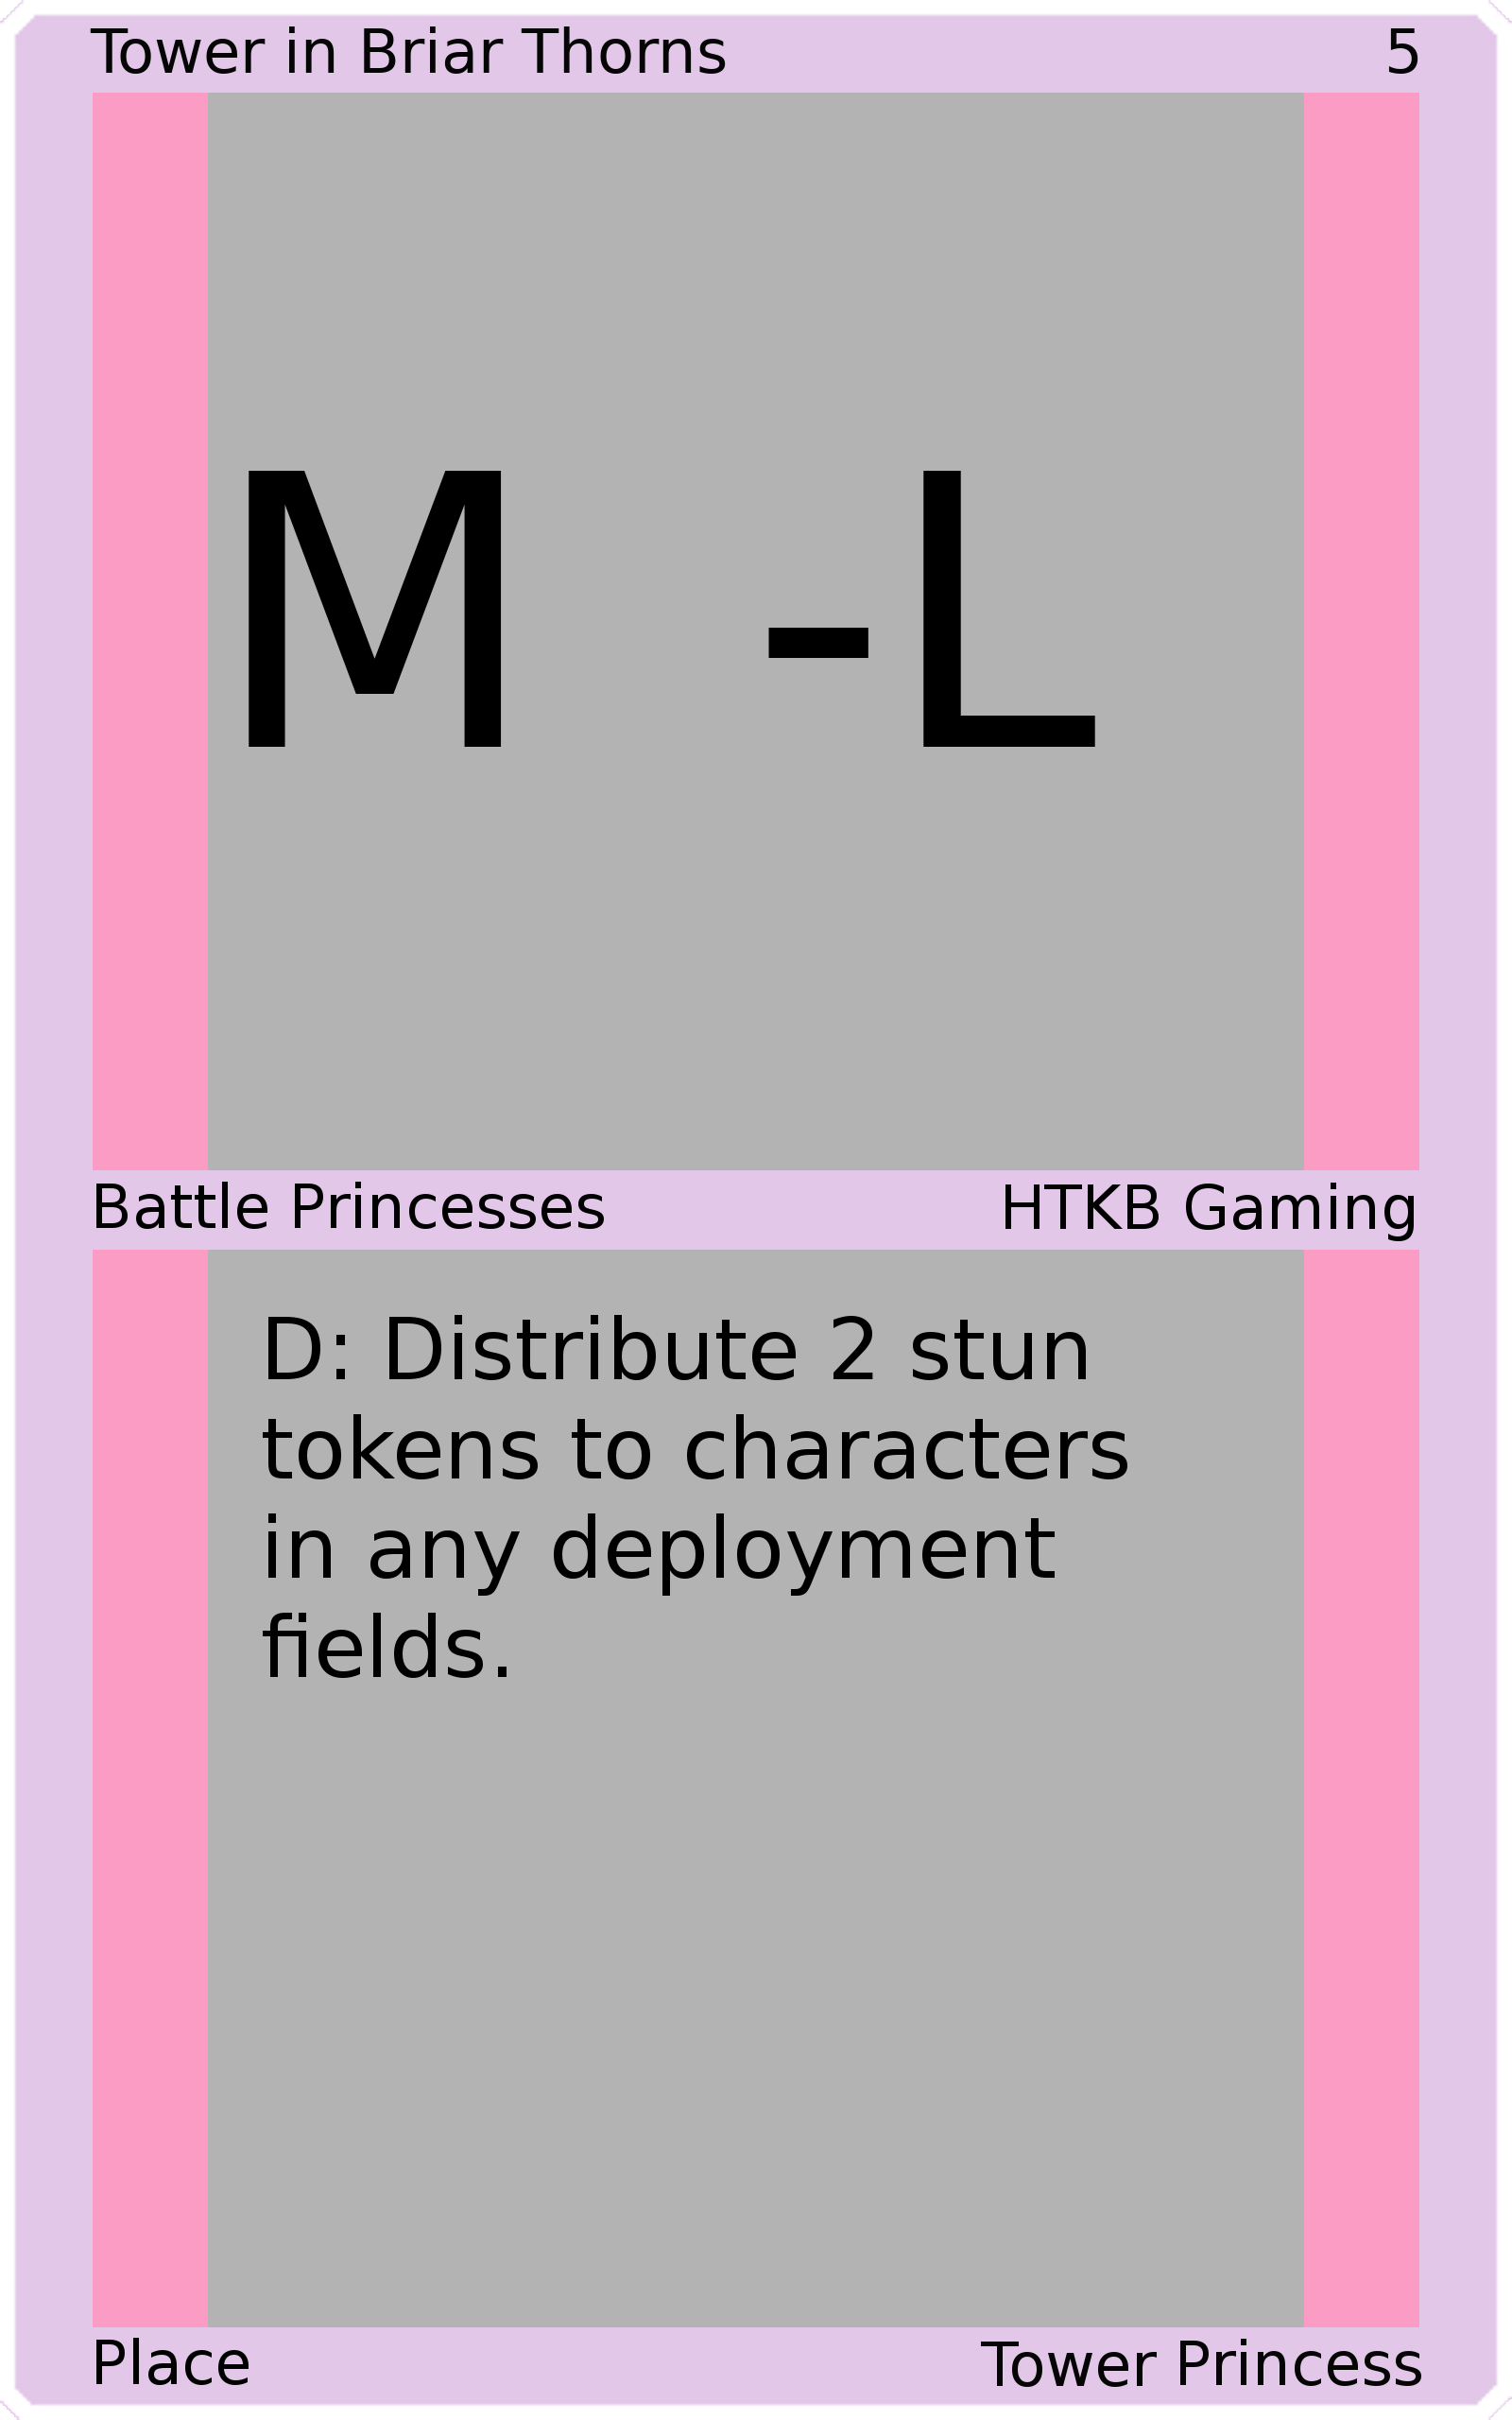 Tower in Briar Thorns 5
M -L
Battle Princesses HTKB Gaming
D: Distribute 2 stun
tokens to characters
in any deployment
fields.
Place Tower Princess